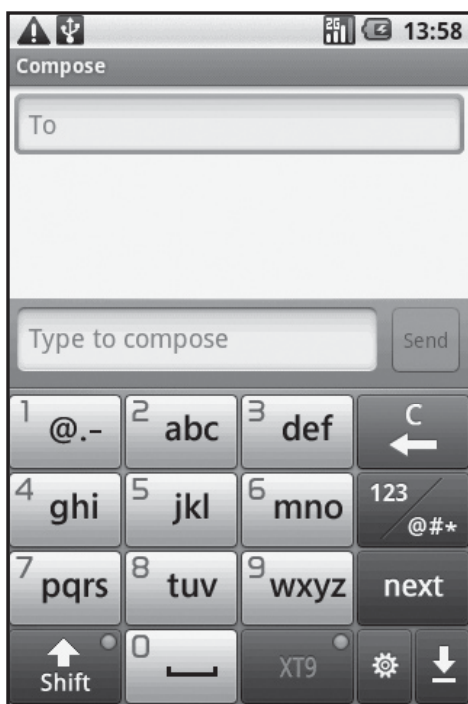 2G 13:58
Compose
To
Type to compose
Send
1 @.- 2 abc 3 def C
4 ghi 5 jkl 6 mno 123 / @#*
7 pqrs 8 tuv 9 wxyz next
Shift 0 XT9